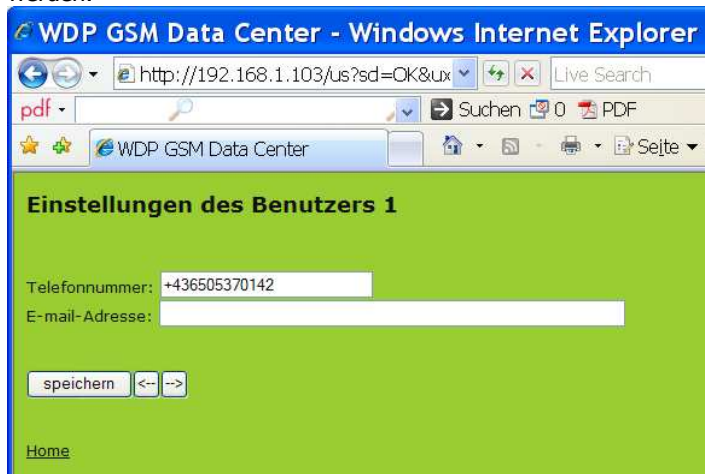 werden.
WDP GSM Data Center - Windows Internet Explorer
http://192.168.1.103/us?sd=OK&ux Live Search
pdf Suchen 0 PDF
WDP GSM Data Center Seite
Einstellungen des Benutzers 1
Telefonnummer: +436505370142
E-mail-Adresse:
speichern <-- -->
Home